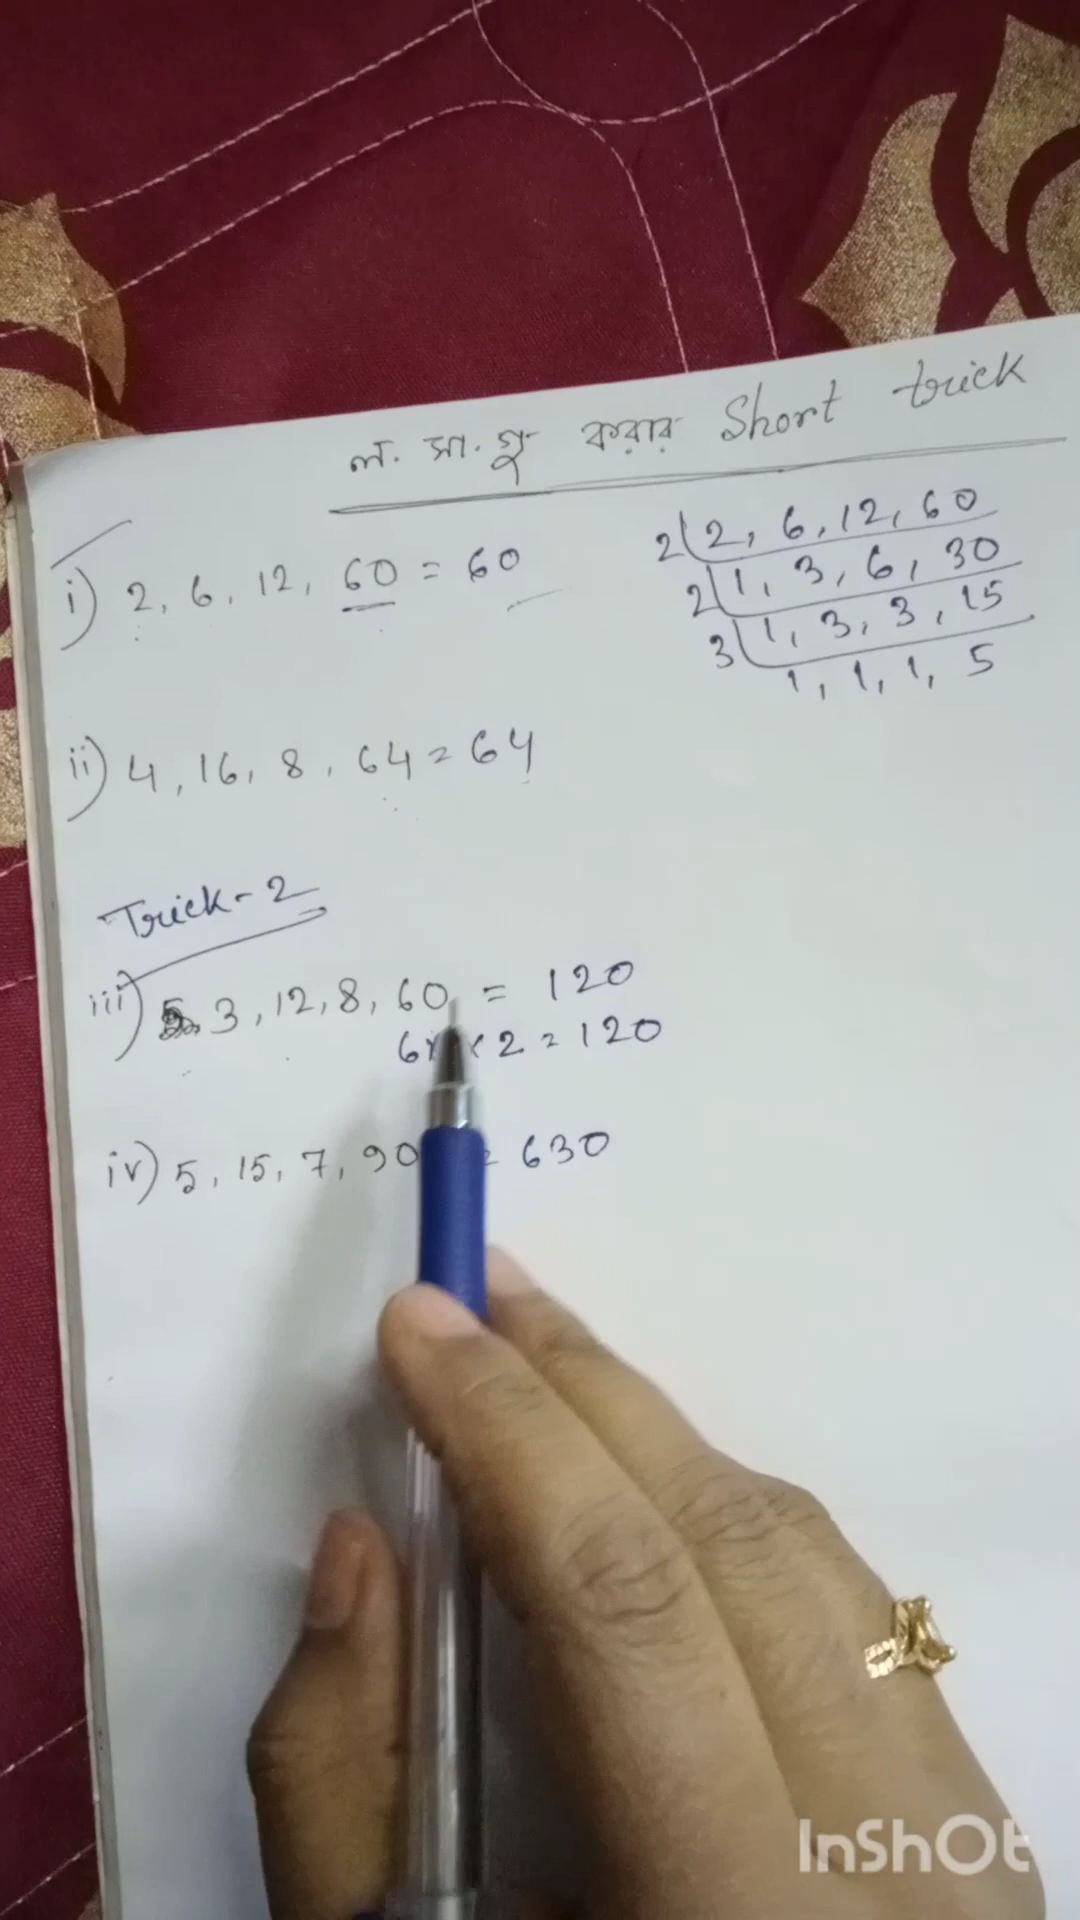 ল. সা. গু করার Short trick
i) 2, 6, 12, 60 = 60
2 2, 6, 12, 60
2 1, 3, 6, 30
3 1, 3, 3, 15
1, 1, 1, 5
ii) 4, 16, 8, 64 = 64
Trick-2
iii) 3, 12, 8, 60 = 120
× 2 = 120
iv) 5, 15, 7, 90 = 630
InShOt